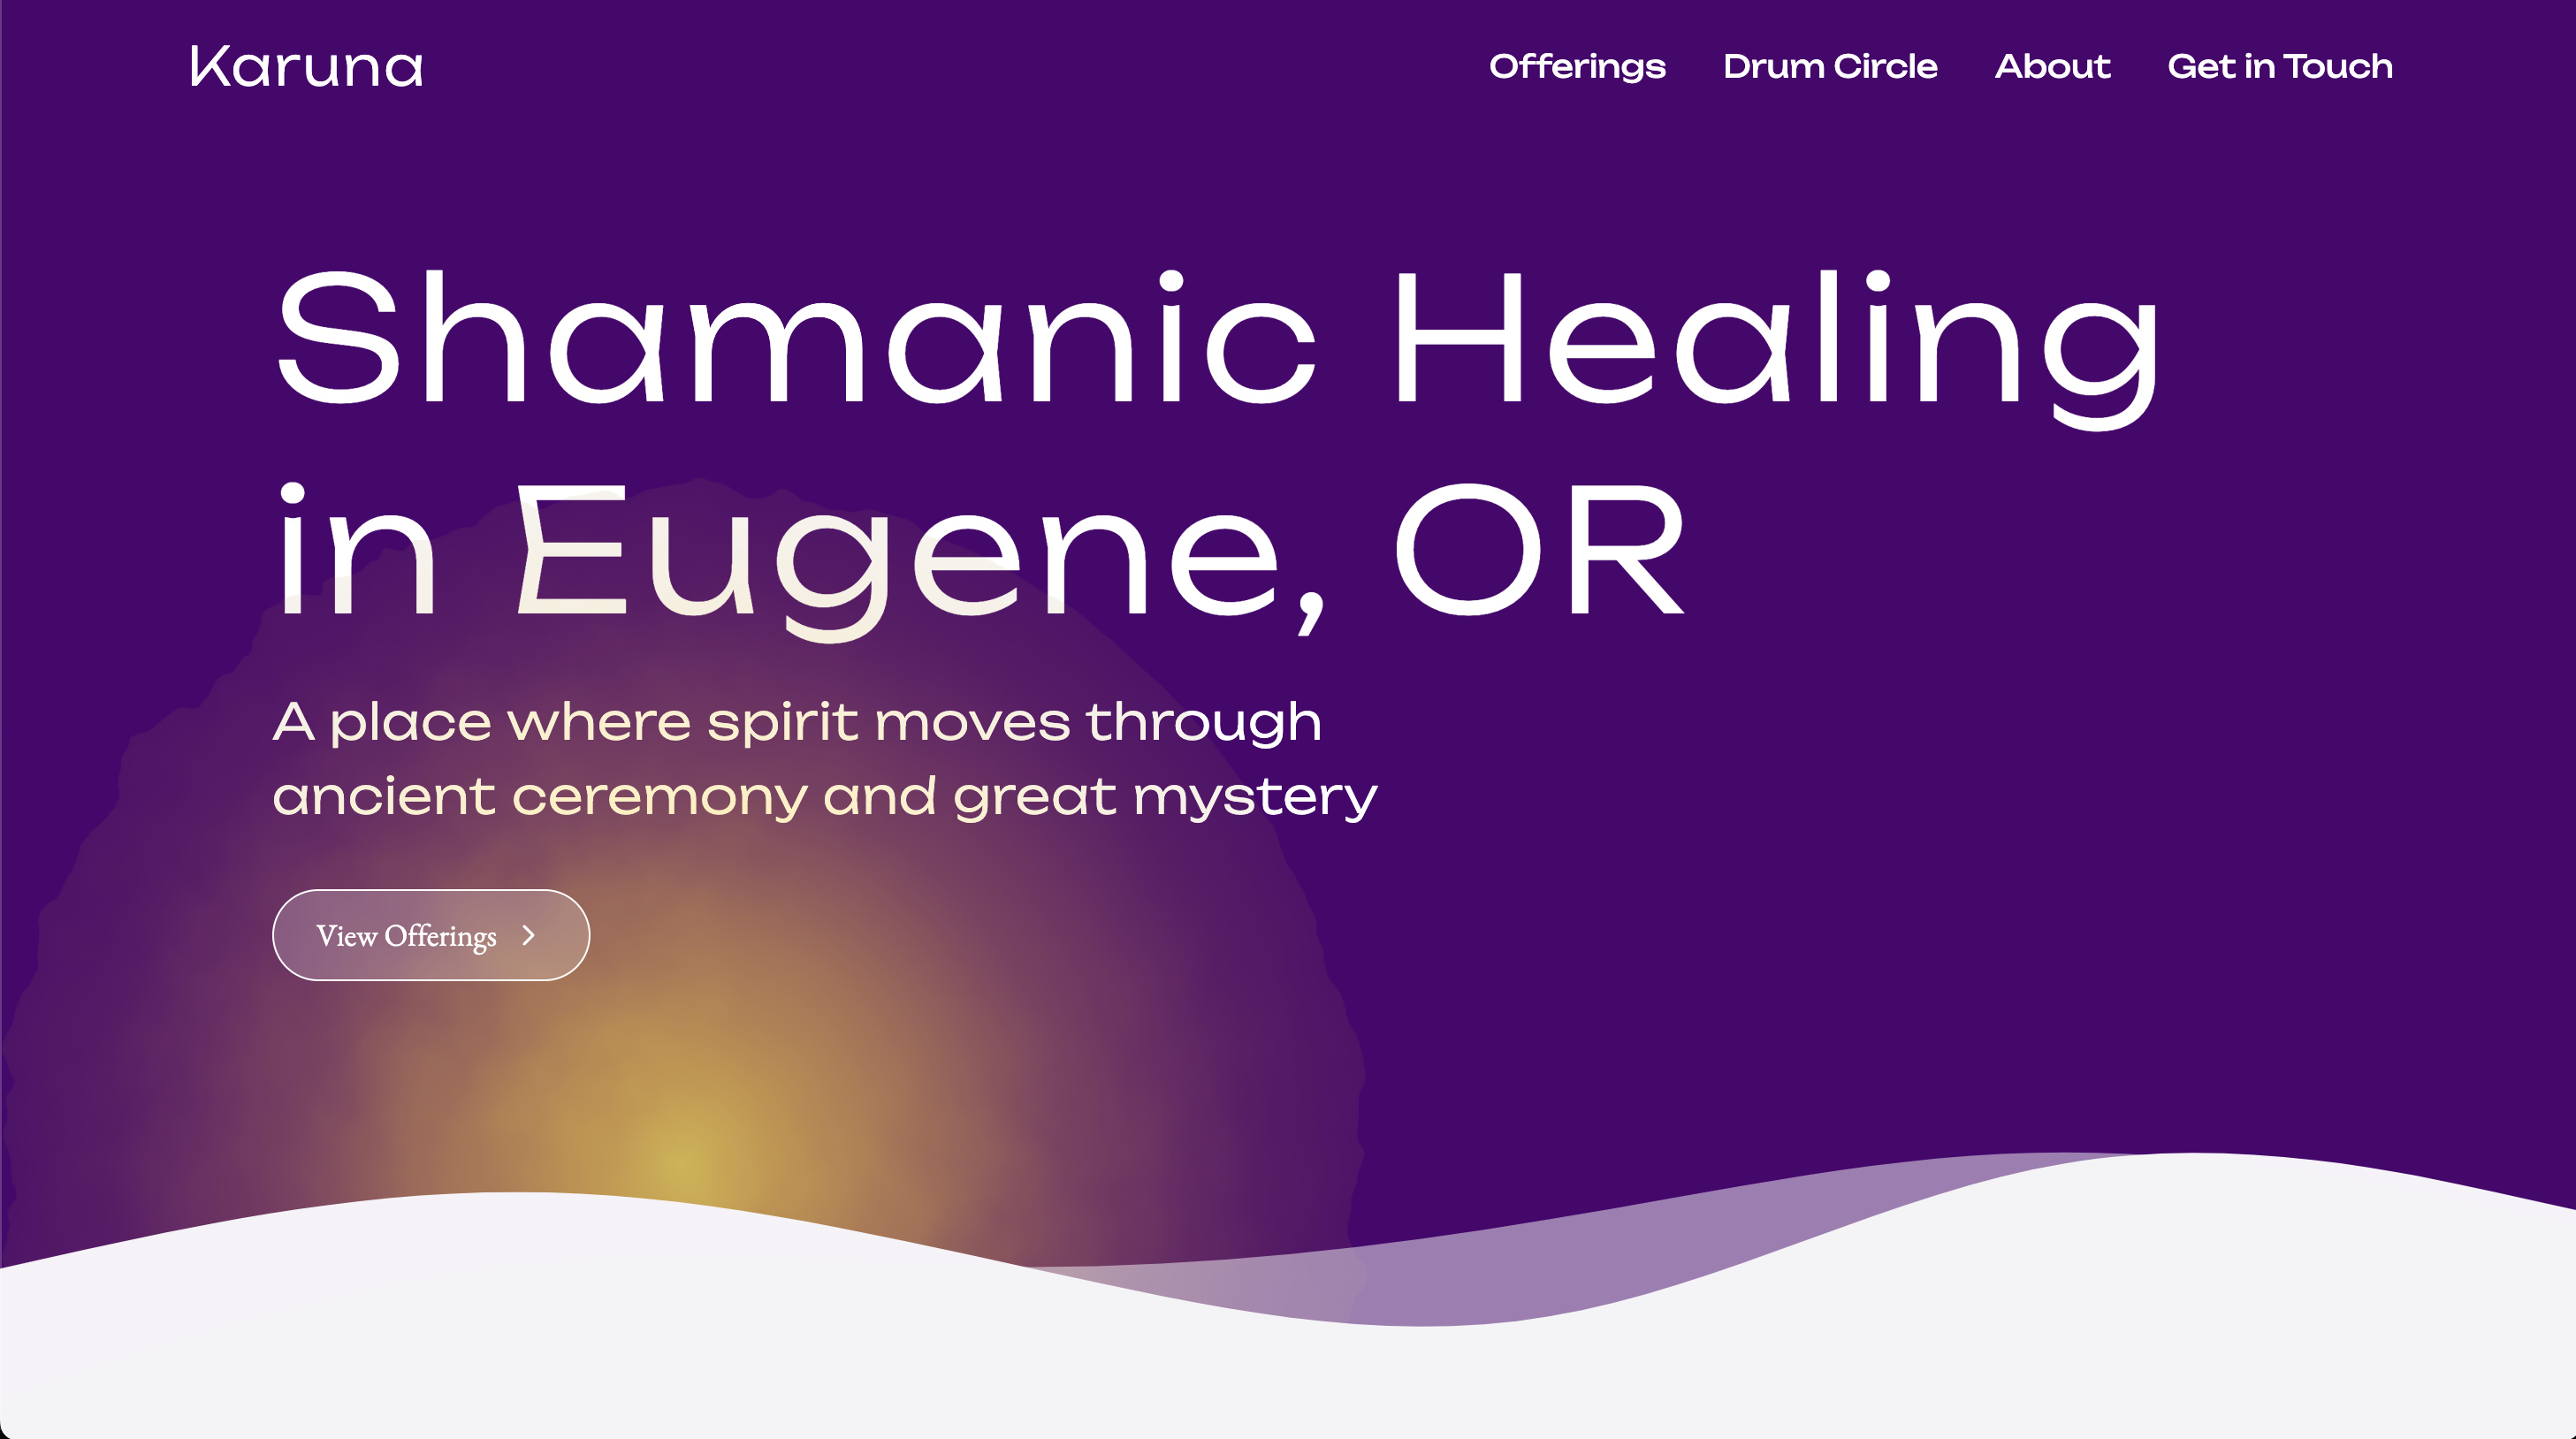 Karuna
Offerings
Drum Circle
About
Get in Touch
Shamanic Healing
in Eugene, OR
A place where spirit moves through
ancient ceremony and great mystery
View Offerings